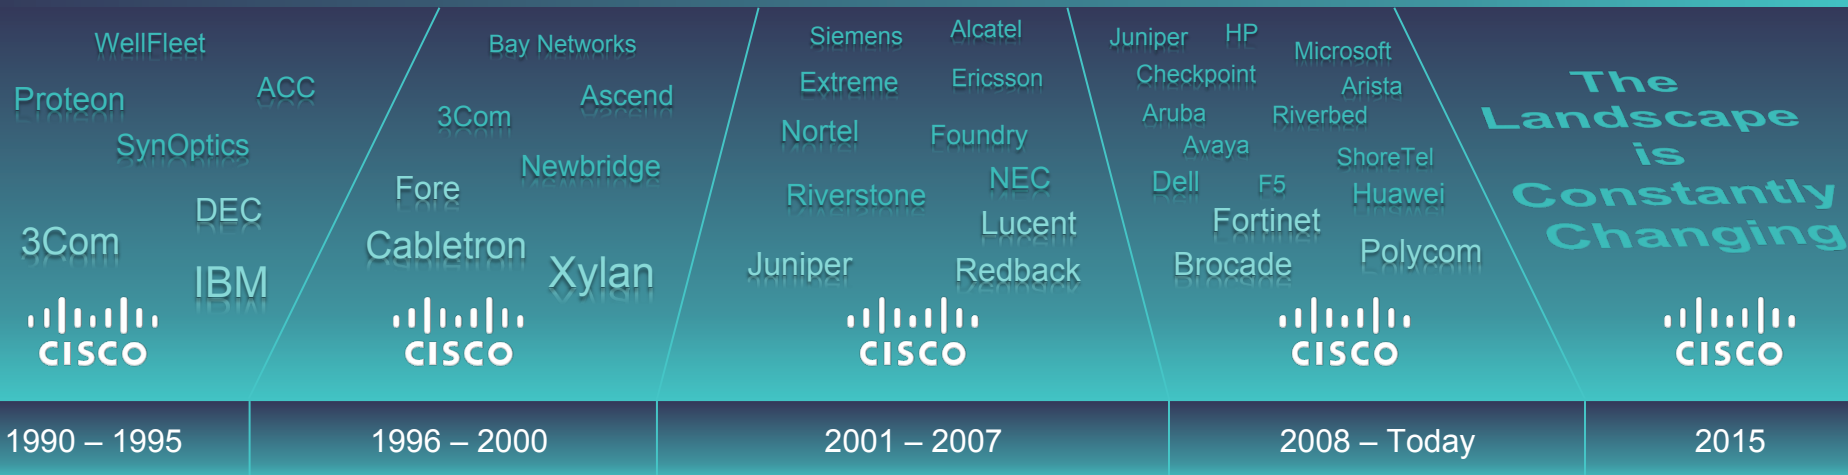 WellFleet
Proteon
ACC
SynOptics
DEC
3Com
IBM
CISCO
1990 – 1995
Bay Networks
Ascend
3Com
Newbridge
Fore
Cabletron
Xylan
CISCO
1996 – 2000
Siemens
Alcatel
Extreme
Ericsson
Nortel
Foundry
NEC
Riverstone
Lucent
Juniper
Redback
CISCO
2001 – 2007
Juniper
HP
Microsoft
Checkpoint
Arista
Aruba
Riverbed
Avaya
ShoreTel
Dell
F5
Huawei
Fortinet
Polycom
Brocade
CISCO
2008 – Today
The
Landscape
is
Constantly
Changing
CISCO
2015